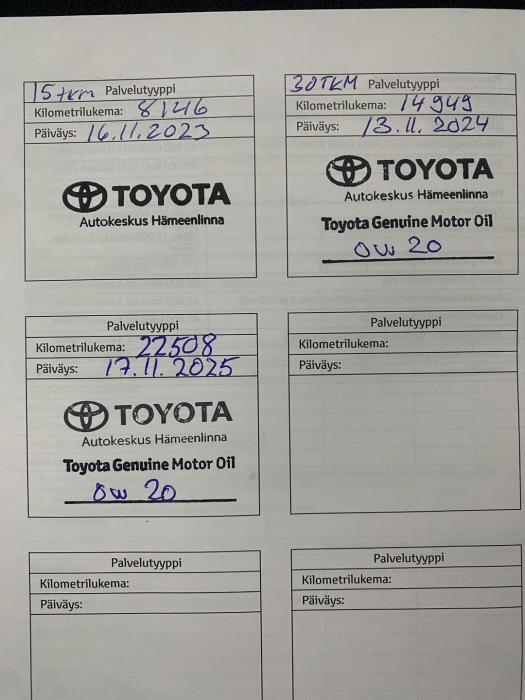 15tkm Palvelutyyppi
Kilometrilukema: 8146
Päiväys: 16.11.2023
TOYOTA
Autokeskus Hämeenlinna
30TKM Palvelutyyppi
Kilometrilukema: 14949
Päiväys: 13.11.2024
TOYOTA
Autokeskus Hämeenlinna
Toyota Genuine Motor Oil
0W 20
Palvelutyyppi
Kilometrilukema: 22508
Päiväys: 17.11.2025
TOYOTA
Autokeskus Hämeenlinna
Toyota Genuine Motor Oil
0w 20
Palvelutyyppi
Kilometrilukema:
Päiväys:
Palvelutyyppi
Kilometrilukema:
Päiväys:
Palvelutyyppi
Kilometrilukema:
Päiväys: